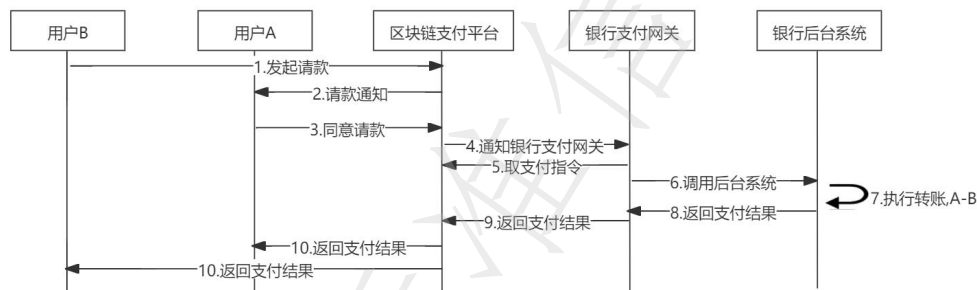 用户B
用户A
区块链支付平台
银行支付网关
银行后台系统
1.发起请款
2.请款通知
3.同意请款
4.通知银行支付网关
5.取支付指令
6.调用后台系统
7.执行转账,A-B
8.返回支付结果
9.返回支付结果
10.返回支付结果
10.返回支付结果